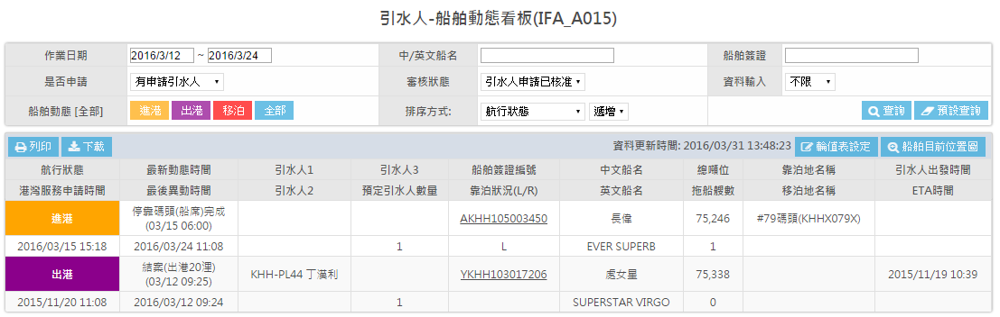 引水人-船舶動態看板(IFA_A015)
作業日期 2016/3/12 ~ 2016/3/24 中/英文船名 船舶簽證
是否申請 有申請引水人 審核狀態 引水人申請已核准 資料輸入 不限
船舶動態 [全部] 進港 出港 移泊 全部 排序方式: 航行狀態 遞增 查詢 預設查詢
列印 下載 資料更新時間: 2016/03/31 13:48:23 輪值表設定 船舶目前位置圖
航行狀態 最新動態時間 引水人1 引水人3 船舶簽證編號 中文船名 總噸位 靠泊地名稱 引水人出發時間
港灣服務申請時間 最後異動時間 引水人2 預定引水人數量 靠泊狀況(L/R) 英文船名 拖船艘數 移泊地名稱 ETA時間
進港 停靠碼頭(船席)完成 AKHH105003450 長偉 75,246 #79碼頭(KHHX079X)
(03/15 06:00)
2016/03/15 15:18 2016/03/24 11:08 1 L EVER SUPERB 1
出港 結案(出港20浬) KHH-PL44 丁漢利 YKHH103017206 處女星 75,338 2015/11/19 10:39
(03/12 09:25)
2015/11/20 11:08 2016/03/12 09:24 1 SUPERSTAR VIRGO 0